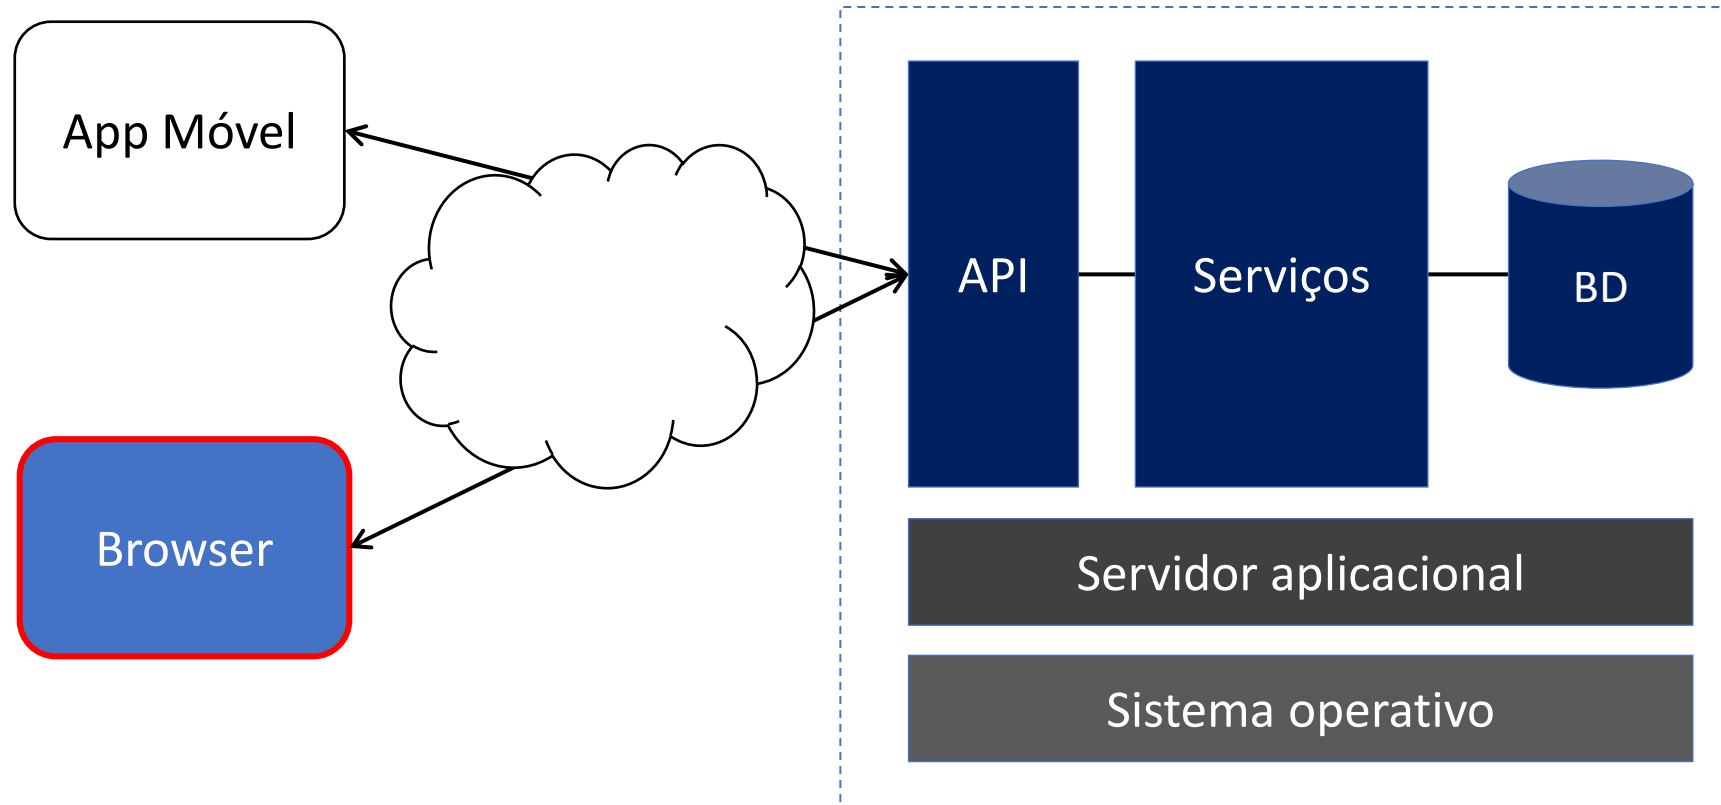 App Móvel
API
Serviços
BD
Browser
Servidor aplicacional
Sistema operativo